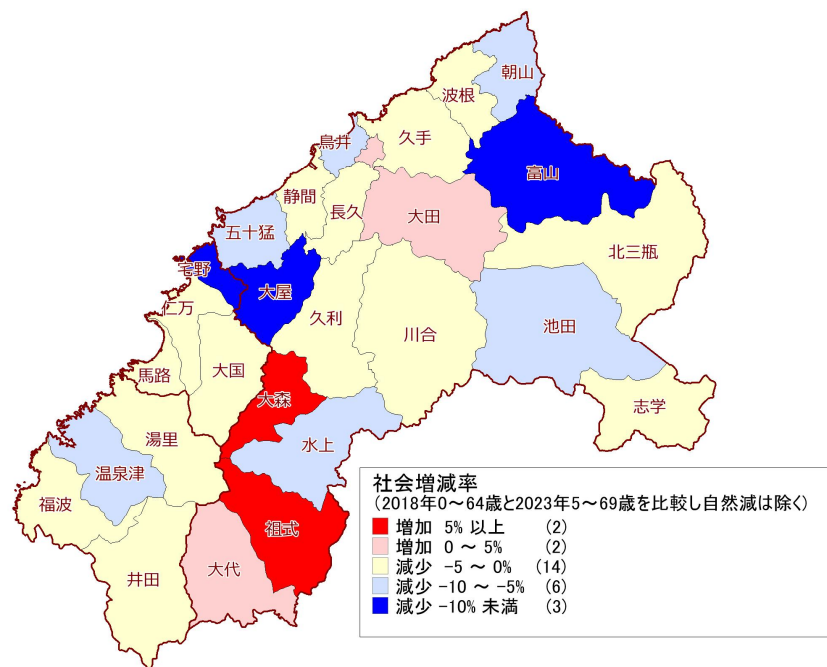 朝山
波根
久手
鳥井
富山
静間
長久
大田
五十猛
北三瓶
宅野
大屋
仁万
久利
川合
池田
馬路
大国
大森
志学
湯里
水上
温泉津
福波
祖式
井田
大代
社会増減率
(2018年0~64歳と2023年5~69歳を比較し自然減は除く)
増加 5% 以上 (2)
増加 0 ~ 5% (2)
減少 -5 ~ 0% (14)
減少 -10 ~ -5% (6)
減少 -10% 未満 (3)